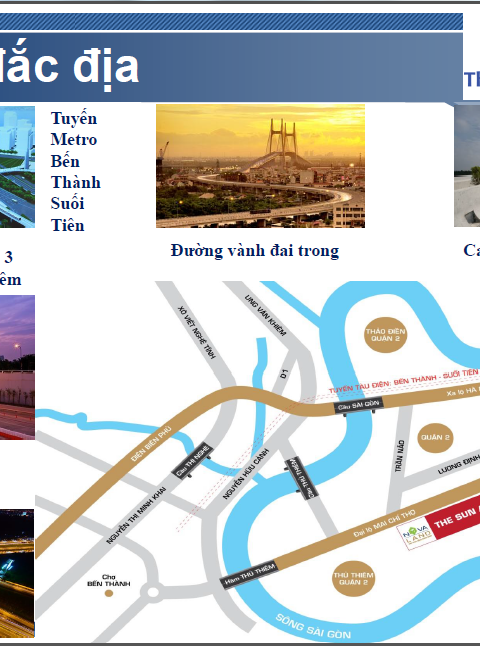 đắc địa
Tuyến
Metro
Bến
Thành
Suối
Tiên
3
êm
Đường vành đai trong
XÔ VIẾT NGHỆ TĨNH
UNG VĂN KHIÊM
D1
THẢO ĐIỀN
QUẬN 2
TUYẾN TÀU ĐIỆN: BẾN THÀNH - SUỐI TIÊN
Xa lộ HÀ
Cầu SÀI GÒN
ĐIỆN BIÊN PHỦ
Cầu THỊ NGHÈ
NGUYỄN HỮU CẢNH
Cầu THỦ THIÊM
TRẦN NÃO
QUẬN 2
LƯƠNG ĐỊNH
NGUYỄN THỊ MINH KHAI
Đại lộ MAI CHÍ THỌ
NOVA
LAND
THE SUN
Hầm THỦ THIÊM
Chợ
BẾN THÀNH
THỦ THIÊM
QUẬN 2
SÔNG SÀI GÒN